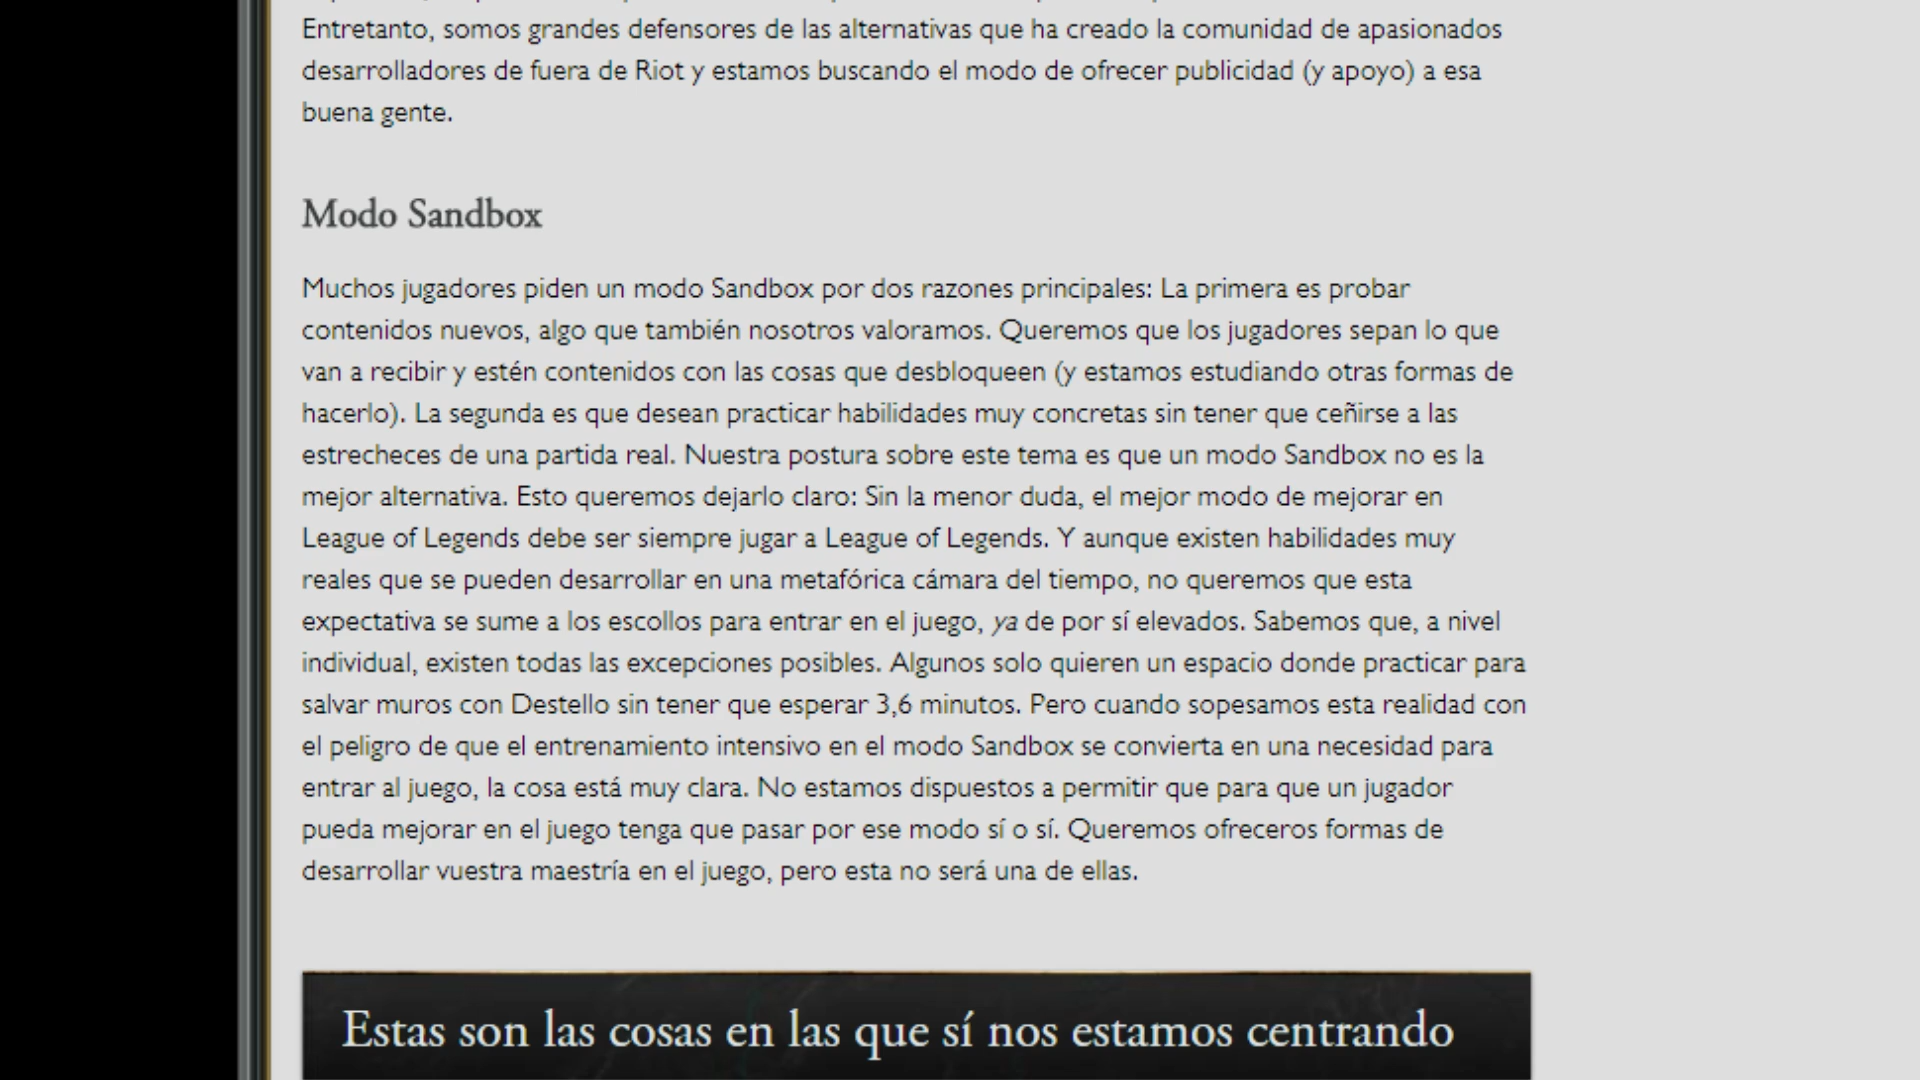 Entretanto, somos grandes defensores de las alternativas que ha creado la comunidad de apasionados
desarrolladores de fuera de Riot y estamos buscando el modo de ofrecer publicidad (y apoyo) a esa
buena gente.
Modo Sandbox
Muchos jugadores piden un modo Sandbox por dos razones principales: La primera es probar
contenidos nuevos, algo que también nosotros valoramos. Queremos que los jugadores sepan lo que
van a recibir y estén contenidos con las cosas que desbloqueen (y estamos estudiando otras formas de
hacerlo). La segunda es que desean practicar habilidades muy concretas sin tener que ceñirse a las
estrecheces de una partida real. Nuestra postura sobre este tema es que un modo Sandbox no es la
mejor alternativa. Esto queremos dejarlo claro: Sin la menor duda, el mejor modo de mejorar en
League of Legends debe ser siempre jugar a League of Legends. Y aunque existen habilidades muy
reales que se pueden desarrollar en una metafórica cámara del tiempo, no queremos que esta
expectativa se sume a los escollos para entrar en el juego, ya de por sí elevados. Sabemos que, a nivel
individual, existen todas las excepciones posibles. Algunos solo quieren un espacio donde practicar para
salvar muros con Destello sin tener que esperar 3,6 minutos. Pero cuando sopesamos esta realidad con
el peligro de que el entrenamiento intensivo en el modo Sandbox se convierta en una necesidad para
entrar al juego, la cosa está muy clara. No estamos dispuestos a permitir que para que un jugador
pueda mejorar en el juego tenga que pasar por ese modo sí o sí. Queremos ofreceros formas de
desarrollar vuestra maestría en el juego, pero esta no será una de ellas.
Estas son las cosas en las que sí nos estamos centrando